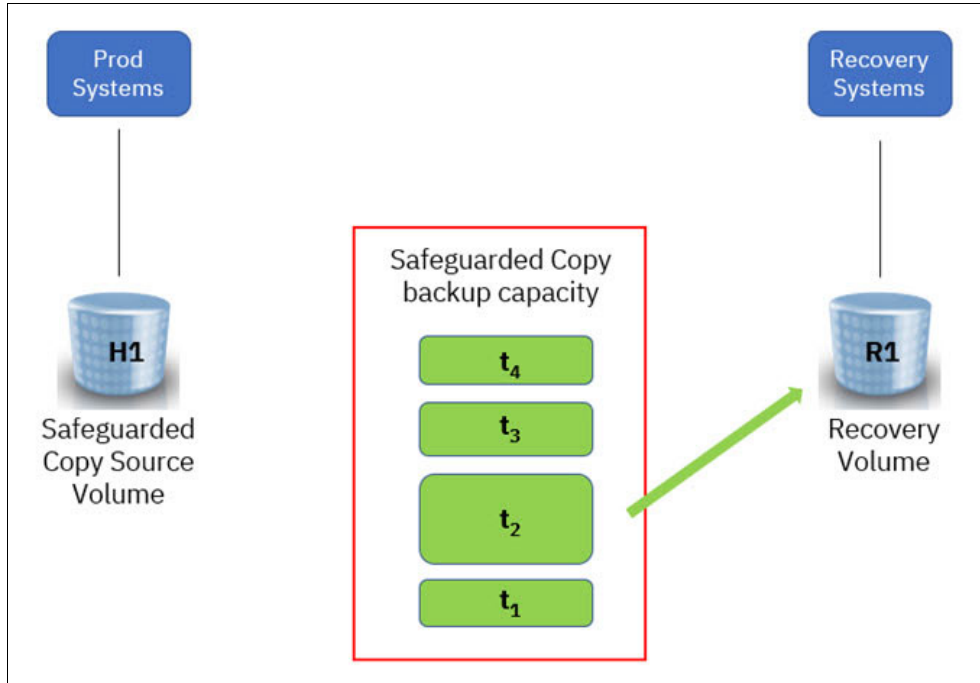 Prod
Systems
Recovery
Systems
Safeguarded Copy
backup capacity
H1
t₄
R1
t₃
Safeguarded
Copy Source
Volume
Recovery
Volume
t₂
t₁